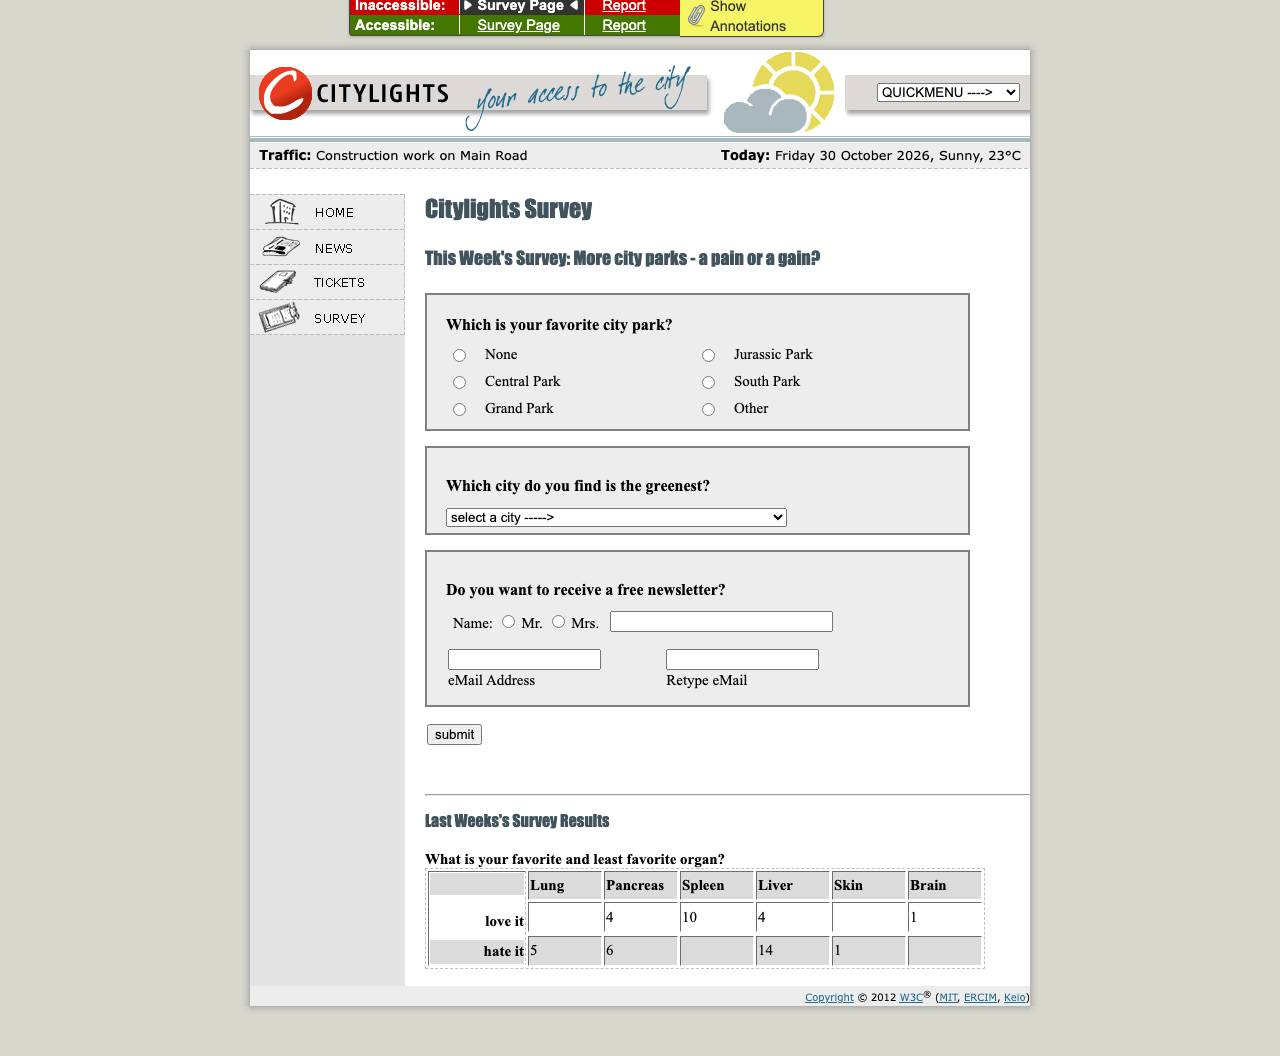 Inaccessible: Survey Page Report
Accessible: Survey Page Report
Show
Annotations
CITYLIGHTS your access to the city
QUICKMENU ---->
Traffic: Construction work on Main Road
Today: Friday 30 October 2026, Sunny, 23°C
HOME
NEWS
TICKETS
SURVEY
Citylights Survey
This Week's Survey: More city parks - a pain or a gain?
Which is your favorite city park?
None Jurassic Park
Central Park South Park
Grand Park Other
Which city do you find is the greenest?
select a city ----->
Do you want to receive a free newsletter?
Name: Mr. Mrs.
eMail Address Retype eMail
submit
Last Weeks's Survey Results
What is your favorite and least favorite organ?
Lung Pancreas Spleen Liver Skin Brain
love it 4 10 4 1
hate it 5 6 14 1
Copyright © 2012 W3C® (MIT, ERCIM, Keio)